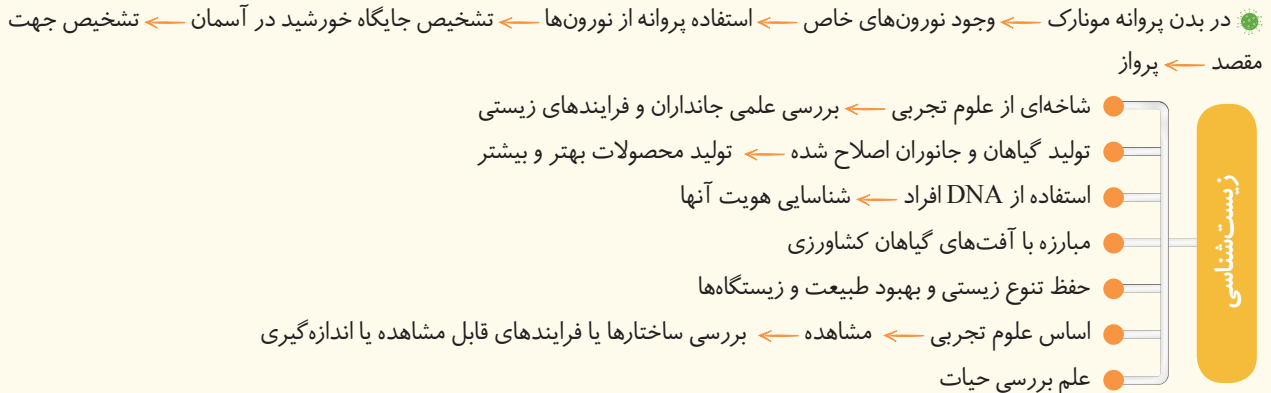 در بدن پروانه مونارک ← وجود نورون‌های خاص ← استفاده پروانه از نورون‌ها ← تشخیص جایگاه خورشید در آسمان ← تشخیص جهت
مقصد ← پرواز
زیست‌شناسی
شاخه‌ای از علوم تجربی ← بررسی علمی جانداران و فرایندهای زیستی
تولید گیاهان و جانوران اصلاح شده ← تولید محصولات بهتر و بیشتر
استفاده از DNA افراد ← شناسایی هویت آنها
مبارزه با آفت‌های گیاهان کشاورزی
حفظ تنوع زیستی و بهبود طبیعت و زیستگاه‌ها
اساس علوم تجربی ← مشاهده ← بررسی ساختارها یا فرایندهای قابل مشاهده یا اندازه‌گیری
علم بررسی حیات